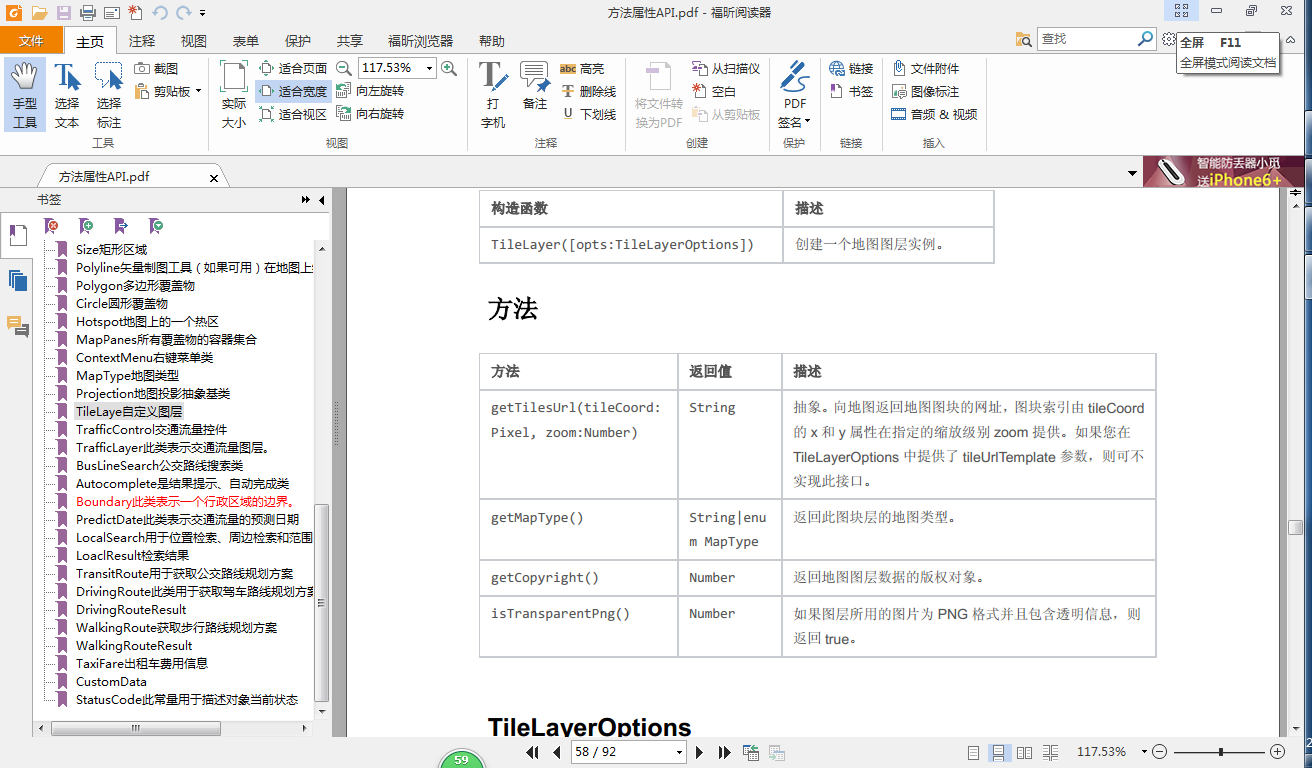 方法属性API.pdf - 福昕阅读器
文件 主页 注释 视图 表单 保护 共享 福昕浏览器 帮助
查找
全屏 F11
全屏模式阅读文档
手型
工具
选择
文本
选择
标注
截图
剪贴板
工具
实际
大小
适合页面
适合宽度
适合视区
117.53%
向左旋转
向右旋转
视图
打
字机
备注
abc 高亮
T 删除线
U 下划线
注释
将文件转
换为PDF
从扫描仪
空白
从剪贴板
创建
PDF
签名
保护
链接
书签
链接
文件附件
图像标注
音频 & 视频
插入
方法属性API.pdf
智能防丢器小觅
送iPhone6+
书签
Size矩形区域
Polyline矢量制图工具（如果可用）在地图上
Polygon多边形覆盖物
Circle圆形覆盖物
Hotspot地图上的一个热区
MapPanes所有覆盖物的容器集合
ContextMenu右键菜单类
MapType地图类型
Projection地图投影抽象基类
TileLaye自定义图层
TrafficControl交通流量控件
TrafficLayer此类表示交通流量图层。
BusLineSearch公交路线搜索类
Autocomplete是结果提示、自动完成类
Boundary此类表示一个行政区域的边界。
PredictDate此类表示交通流量的预测日期
LocalSearch用于位置检索、周边检索和范围
LoaclResult检索结果
TransitRoute用于获取公交路线规划方案
DrivingRoute此类用于获取驾车路线规划方案
DrivingRouteResult
WalkingRoute获取步行路线规划方案
WalkingRouteResult
TaxiFare出租车费用信息
CustomData
StatusCode此常量用于描述对象当前状态
构造函数 描述
TileLayer([opts:TileLayerOptions]) 创建一个地图图层实例。
方法
方法 返回值 描述
getTilesUrl(tileCoord:
Pixel, zoom:Number)
String
抽象。向地图返回地图图块的网址，图块索引由 tileCoord
的 x 和 y 属性在指定的缩放级别 zoom 提供。如果您在
TileLayerOptions 中提供了 tileUrlTemplate 参数，则可不
实现此接口。
getMapType()
String|enu
m MapType
返回此图块层的地图类型。
getCopyright() Number 返回地图图层数据的版权对象。
isTransparentPng() Number 如果图层所用的图片为 PNG 格式并且包含透明信息，则
返回 true。
TileLayerOptions
59
58 / 92
117.53%
2